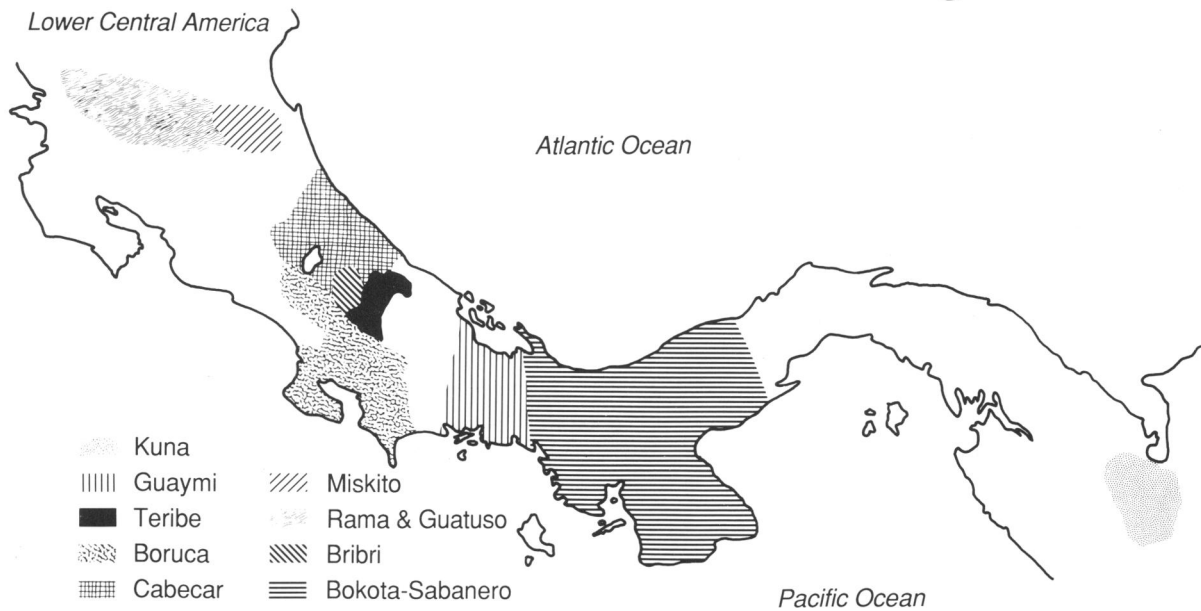 Lower Central America
Atlantic Ocean
Kuna
Guaymi
Teribe
Boruca
Cabecar
Miskito
Rama & Guatuso
Bribri
Bokota-Sabanero
Pacific Ocean